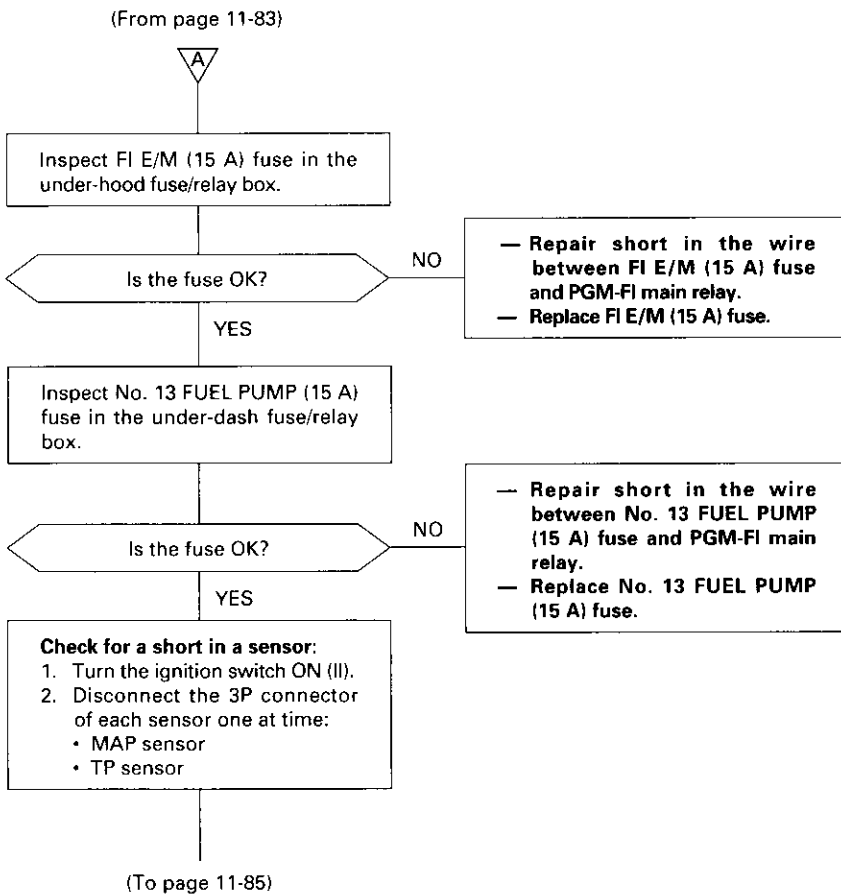 (From page 11-83)
A
Inspect FI E/M (15 A) fuse in the
under-hood fuse/relay box.
Is the fuse OK?
NO
— Repair short in the wire
between FI E/M (15 A) fuse
and PGM-FI main relay.
— Replace FI E/M (15 A) fuse.
YES
Inspect No. 13 FUEL PUMP (15 A)
fuse in the under-dash fuse/relay
box.
Is the fuse OK?
NO
— Repair short in the wire
between No. 13 FUEL PUMP
(15 A) fuse and PGM-FI main
relay.
— Replace No. 13 FUEL PUMP
(15 A) fuse.
YES
Check for a short in a sensor:
1. Turn the ignition switch ON (II).
2. Disconnect the 3P connector
of each sensor one at time:
• MAP sensor
• TP sensor
(To page 11-85)